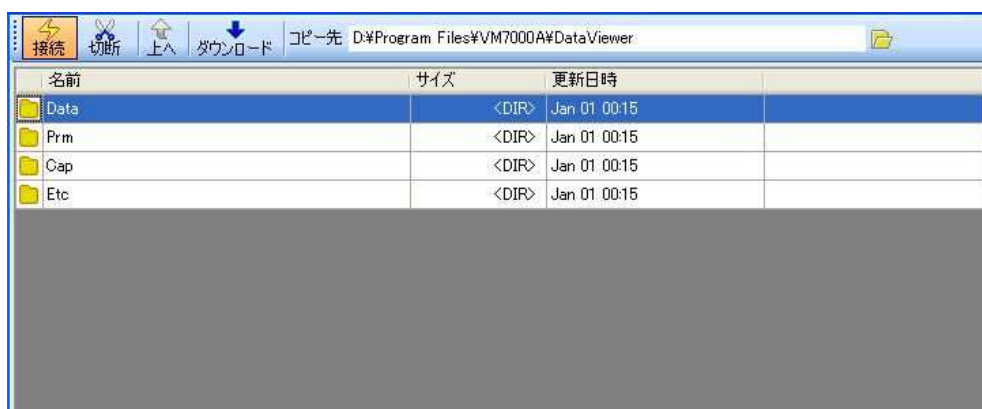 接続 切断 上へ ダウンロード コピー先 D:¥Program Files¥VM7000A¥DataViewer
名前 サイズ 更新日時
Data <DIR> Jan 01 00:15
Prm <DIR> Jan 01 00:15
Cap <DIR> Jan 01 00:15
Etc <DIR> Jan 01 00:15